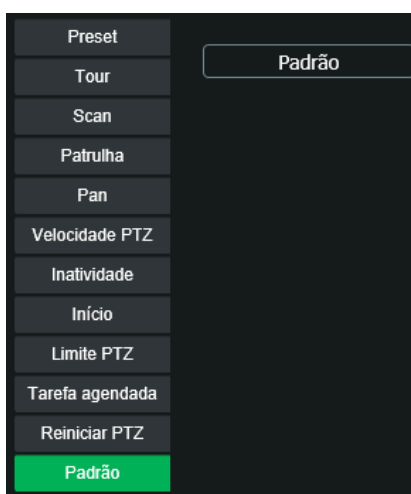 Preset
Tour
Scan
Patrulha
Pan
Velocidade PTZ
Inatividade
Início
Limite PTZ
Tarefa agendada
Reiniciar PTZ
Padrão
Padrão